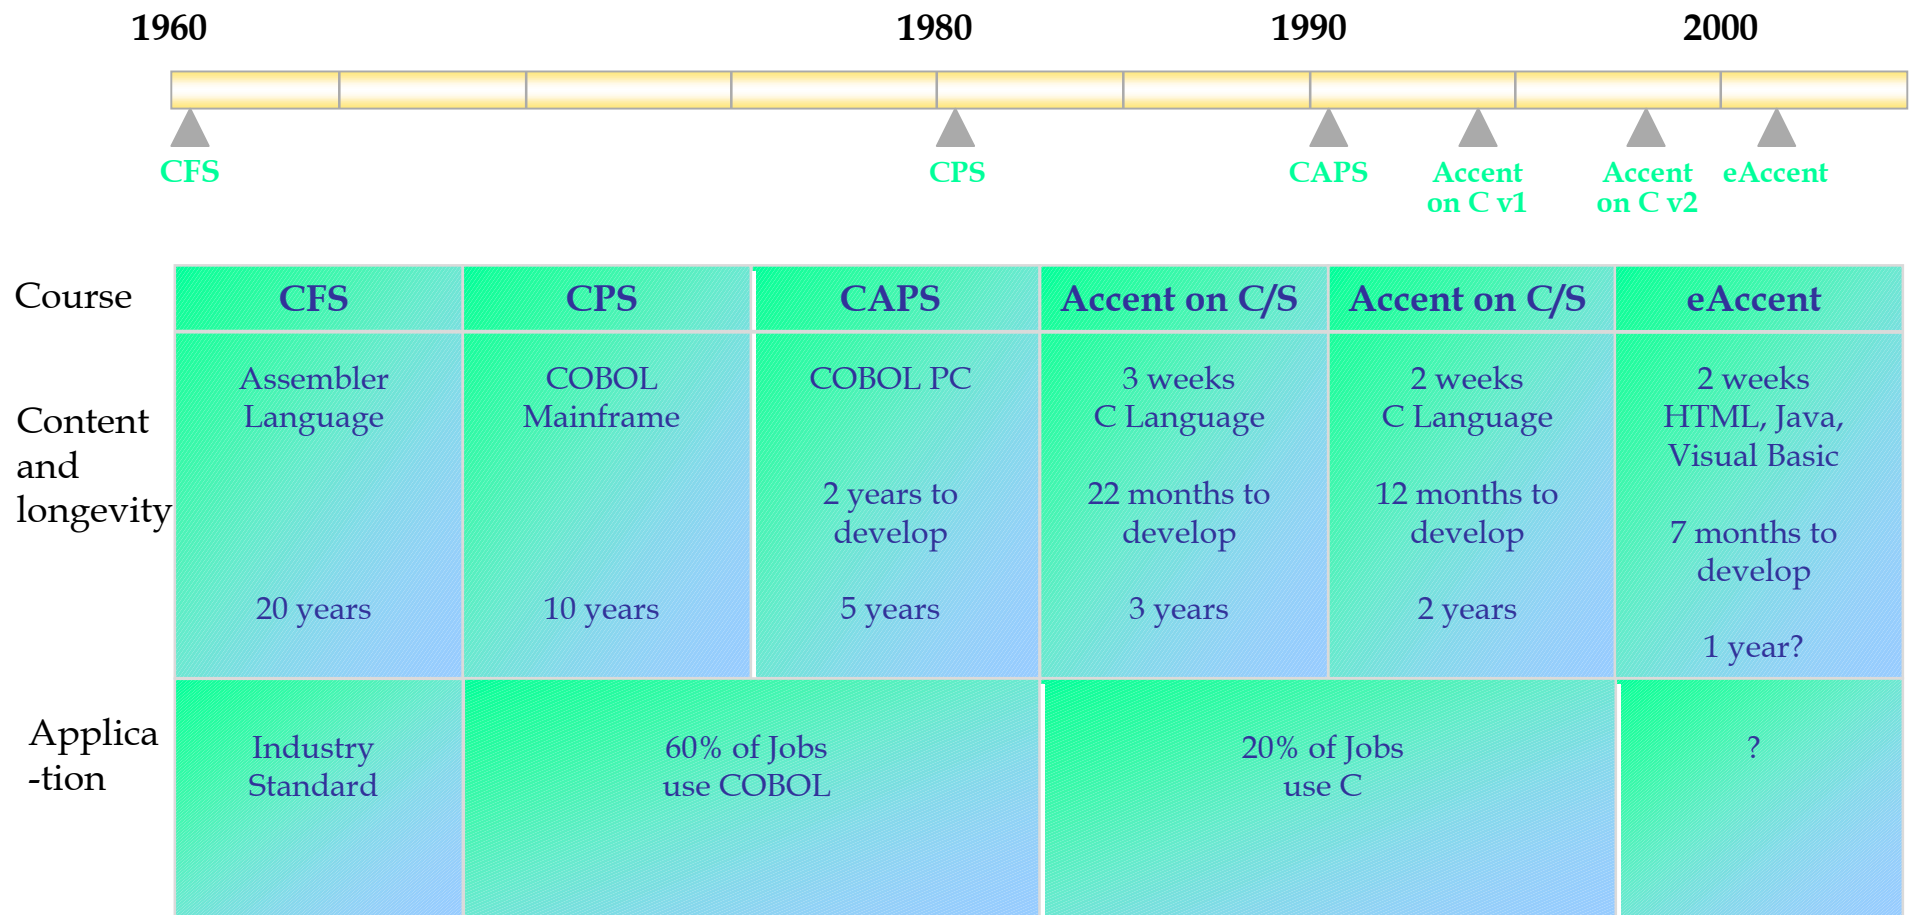 1960 1980 1990 2000
CFS CPS CAPS Accent Accent eAccent
on C v1 on C v2
Course CFS CPS CAPS Accent on C/S Accent on C/S eAccent
Content
and
longevity
Assembler
Language
20 years
COBOL
Mainframe
10 years
COBOL PC
2 years to
develop
5 years
3 weeks
C Language
22 months to
develop
3 years
2 weeks
C Language
12 months to
develop
2 years
2 weeks
HTML, Java,
Visual Basic
7 months to
develop
1 year?
Applica
-tion
Industry
Standard
60% of Jobs
use COBOL
20% of Jobs
use C
?